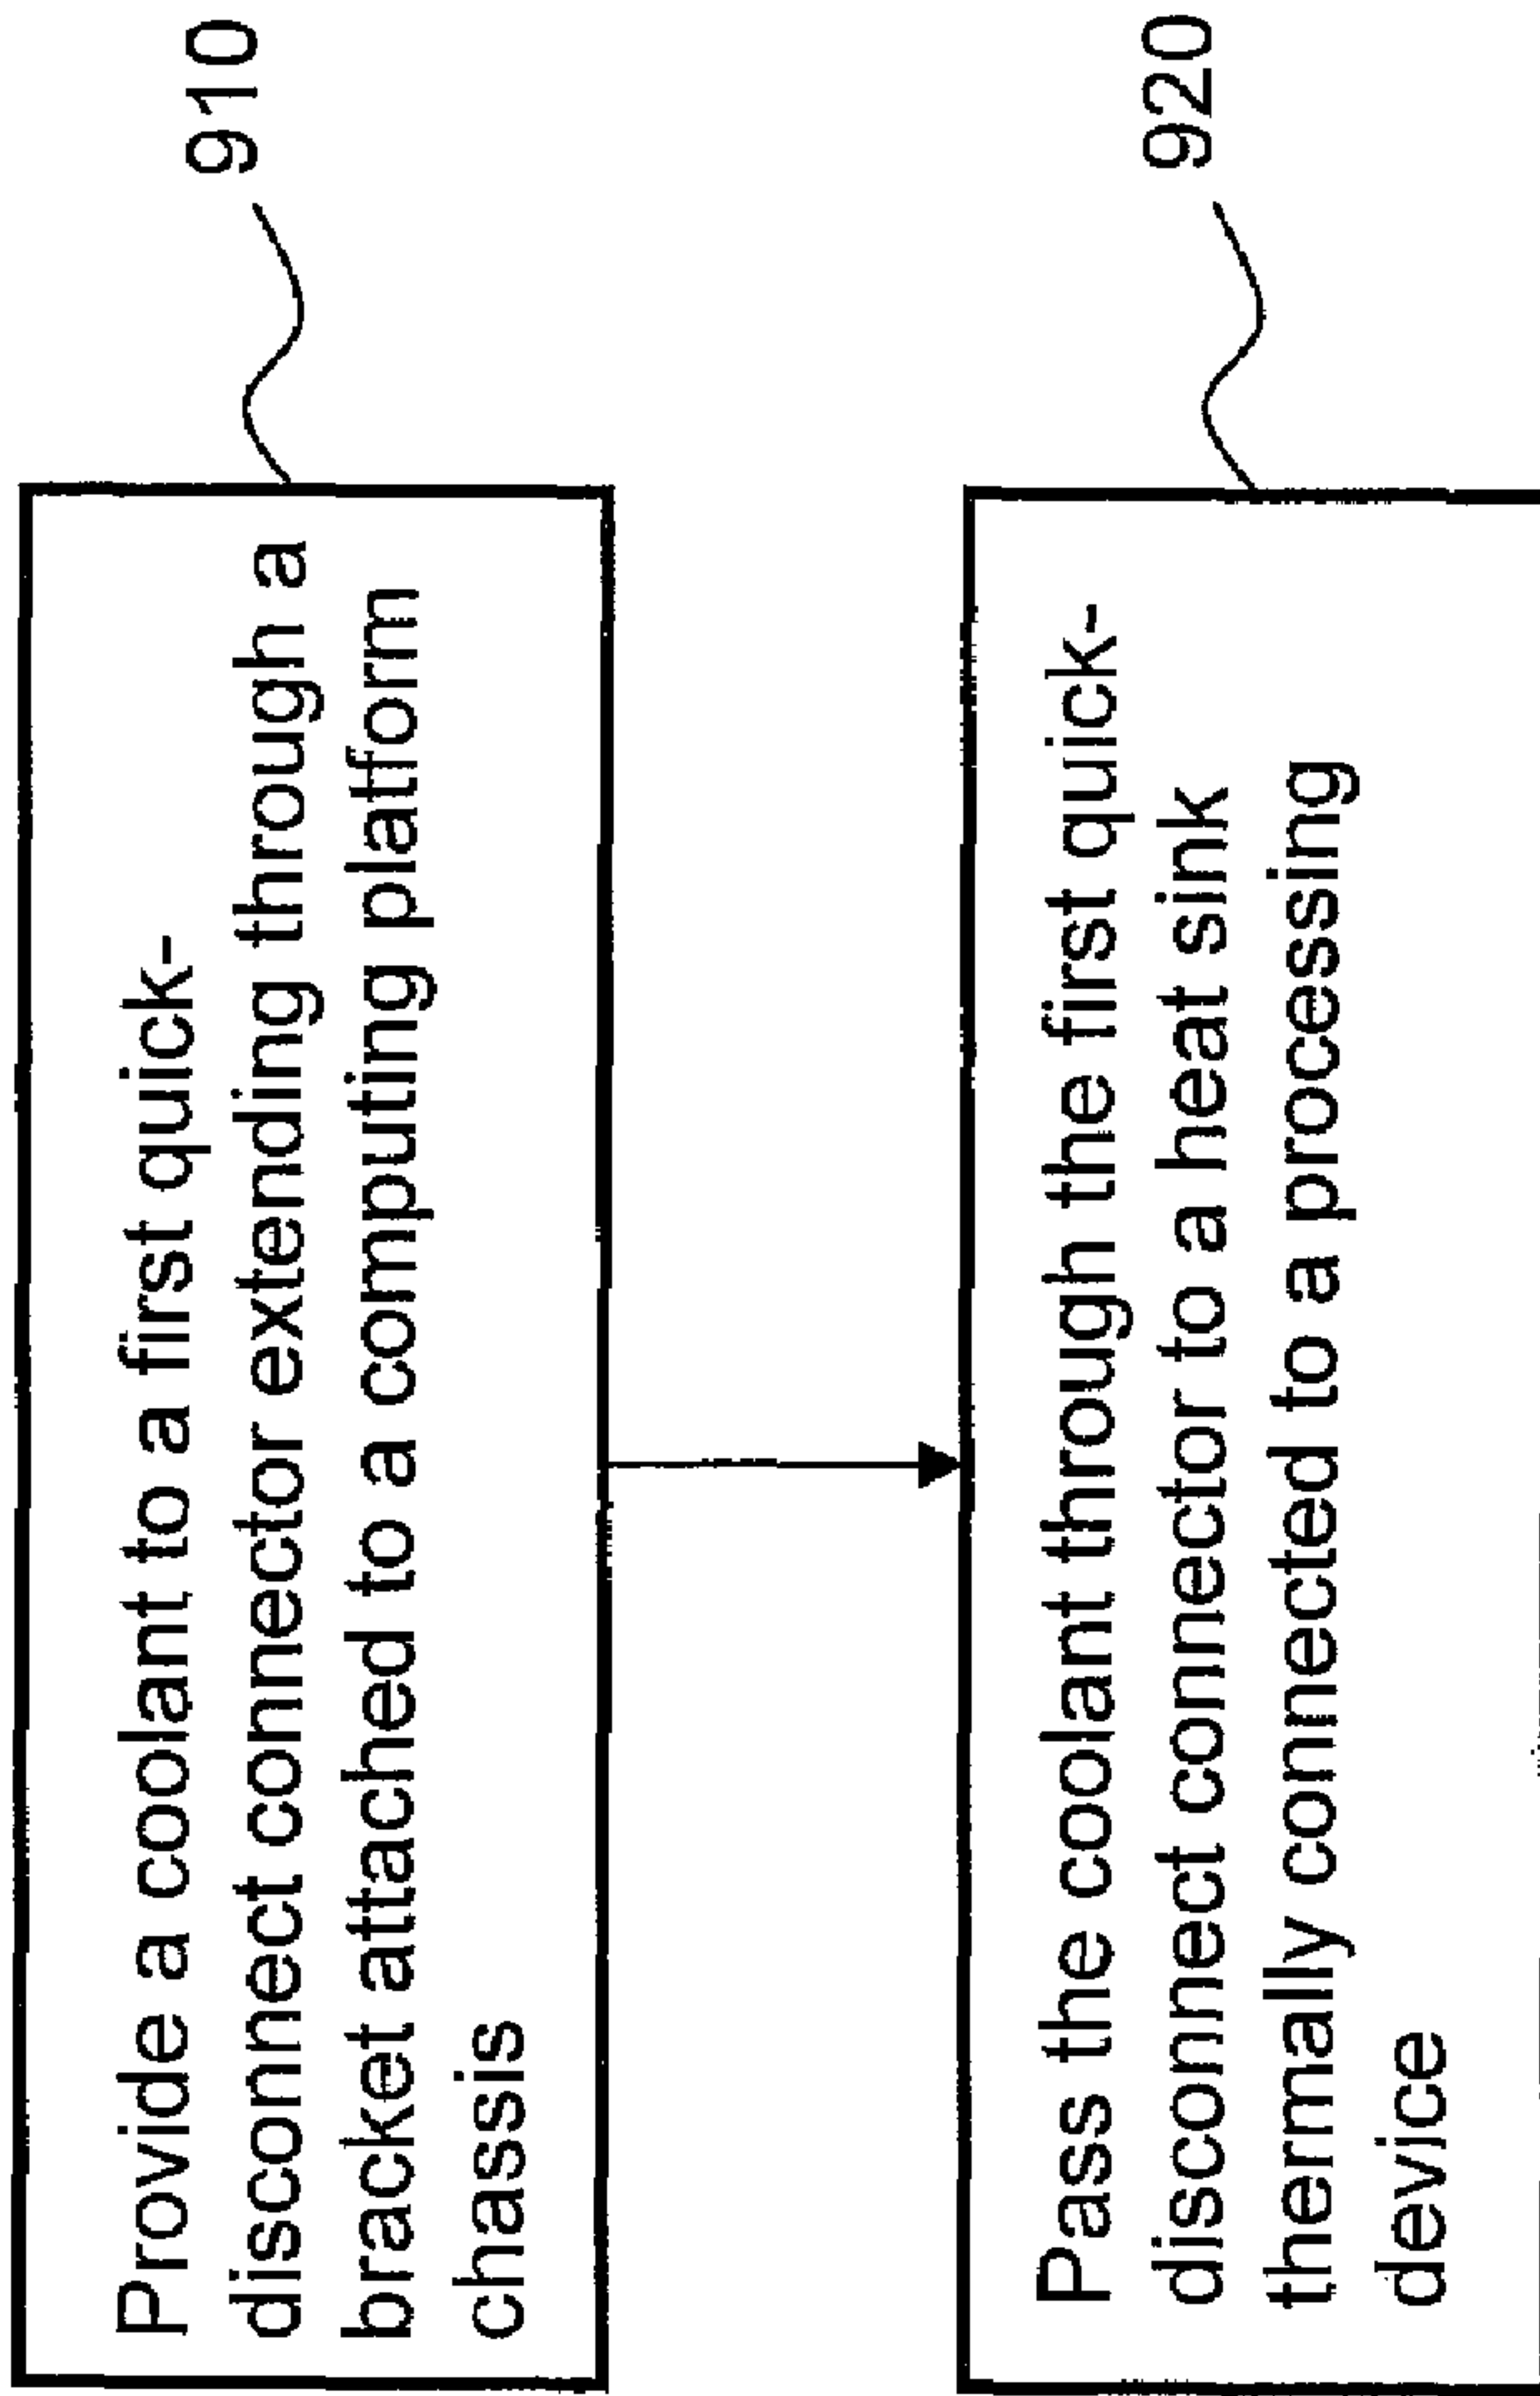 Provide a coolant to a first quick-
disconnect connector extending through a
bracket attached to a computing platform
chassis
910
Pass the coolant through the first quick-
disconnect connector to a heat sink
thermally connected to a processing
device
920